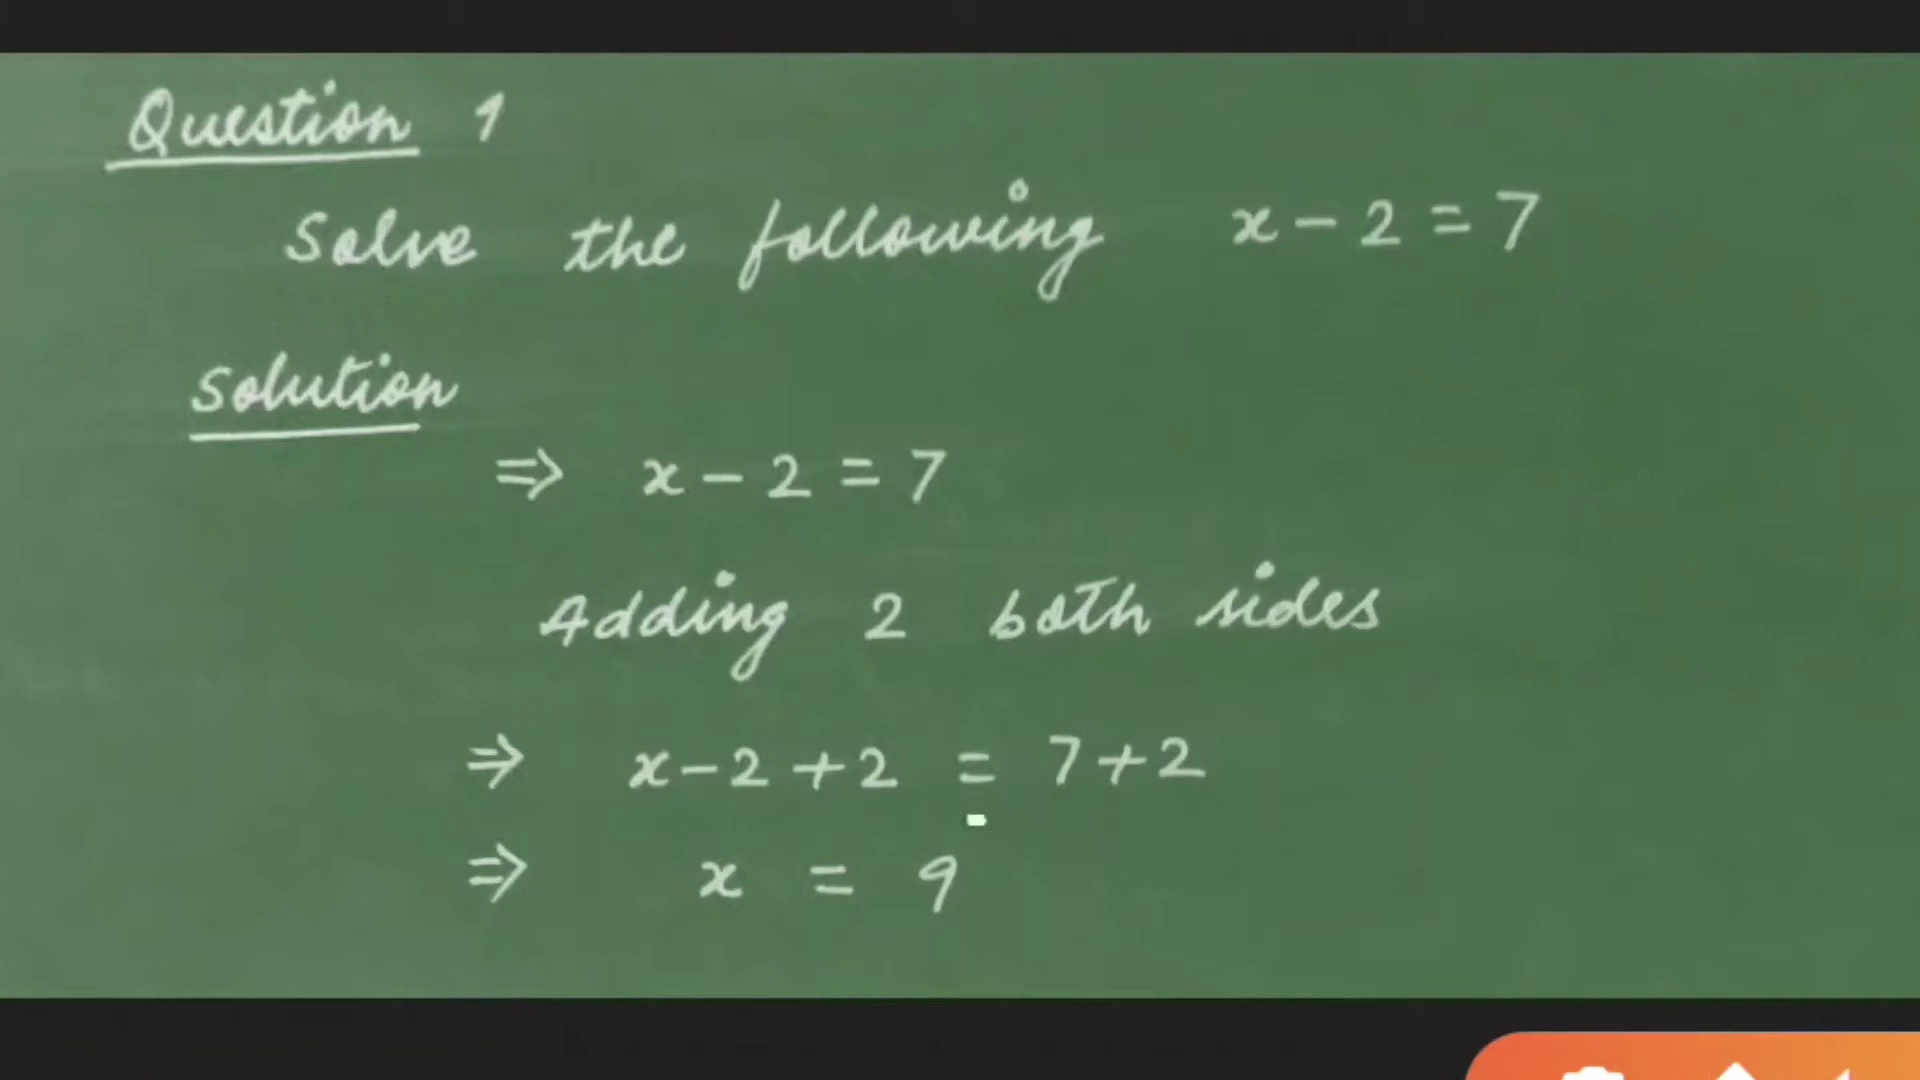 Question 1
Solve the following x - 2 = 7
Solution
⇒ x - 2 = 7
Adding 2 both sides
⇒ x - 2 + 2 = 7 + 2
⇒ x = 9